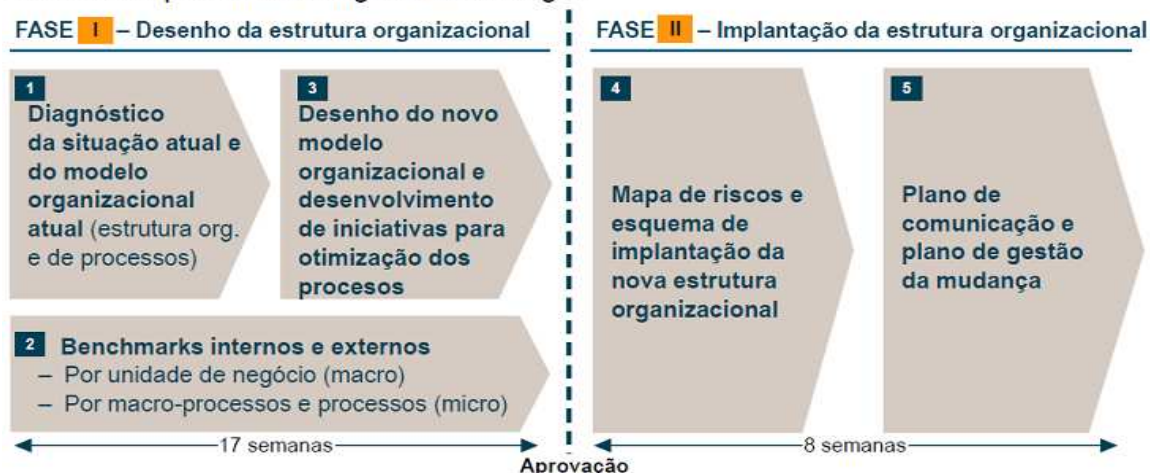 FASE I – Desenho da estrutura organizacional
1
Diagnóstico
da situação atual e
do modelo
organizacional
atual (estrutura org.
e de processos)
3
Desenho do novo
modelo
organizacional e
desenvolvimento
de iniciativas para
otimização dos
procesos
2 Benchmarks internos e externos
– Por unidade de negócio (macro)
– Por macro-processos e processos (micro)
17 semanas
Aprovação
FASE II – Implantação da estrutura organizacional
4
Mapa de riscos e
esquema de
implantação da
nova estrutura
organizacional
5
Plano de
comunicação e
plano de gestão
da mudança
8 semanas